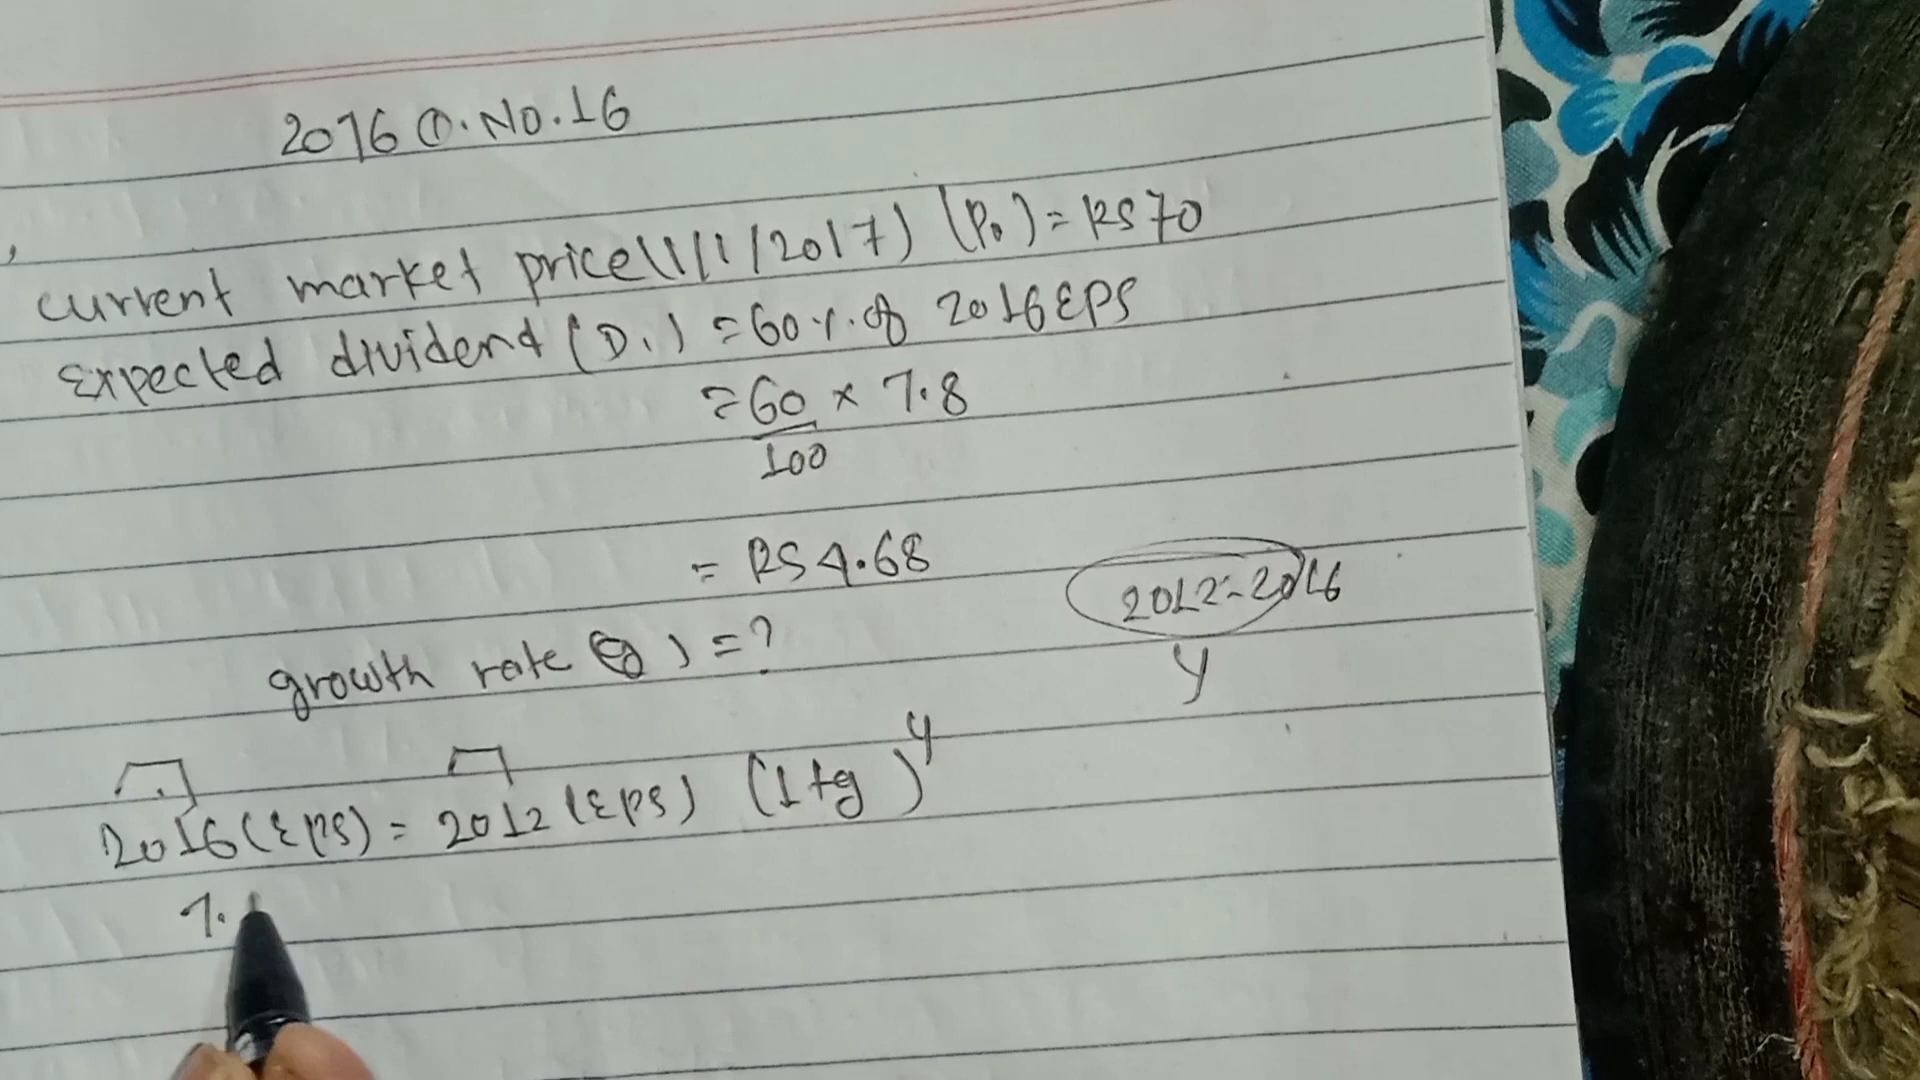 2076 Q.No.16
current market price (1/1/2017) (P₀) = RS 70
Expected dividend (D₁) = 60% of 2016 EPS
= 60/100 × 7.8
= RS 4.68
2012-2016
4
growth rate (g) = ?
2016 (EPS) = 2012 (EPS) (1+g)⁴
7.